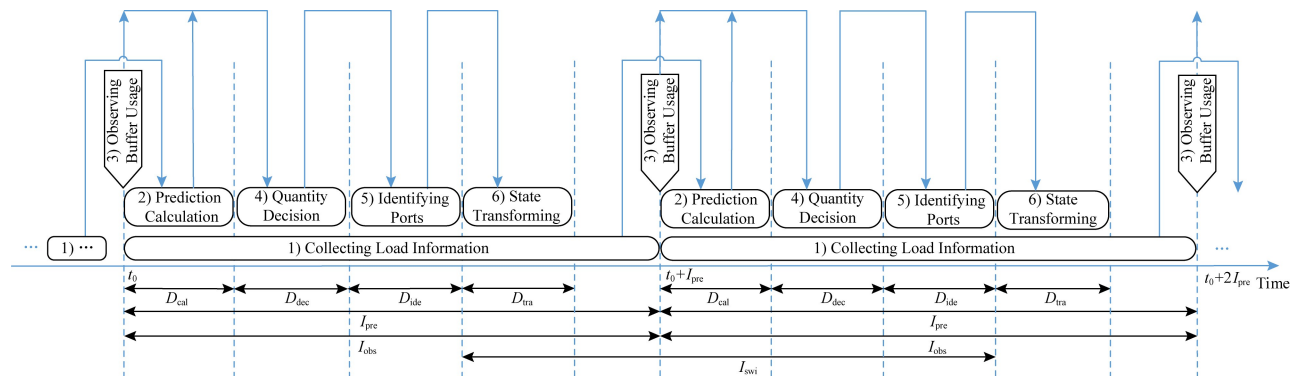 3) Observing
Buffer Usage
3) Observing
Buffer Usage
3) Observing
Buffer Usage
2) Prediction
Calculation
4) Quantity
Decision
5) Identifying
Ports
6) State
Transforming
2) Prediction
Calculation
4) Quantity
Decision
5) Identifying
Ports
6) State
Transforming
... 1) ...
1) Collecting Load Information
1) Collecting Load Information
...
t0
t0+Ipre
t0+2Ipre Time
Dcal
Ddec
Dide
Dtra
Dcal
Ddec
Dide
Dtra
Ipre
Ipre
Iobs
Iobs
Iswi